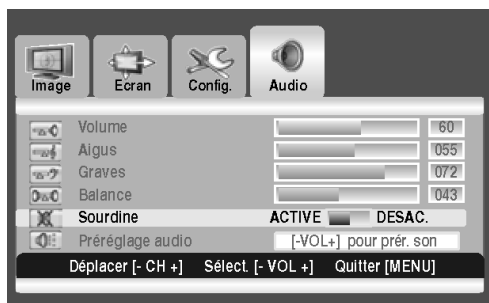 Image Ecran Config. Audio
Volume 60
Aigus 055
Graves 072
Balance 043
Sourdine ACTIVE DESAC.
Préréglage audio [-VOL+] pour prér. son
Déplacer [- CH +] Sélect. [- VOL +] Quitter [MENU]